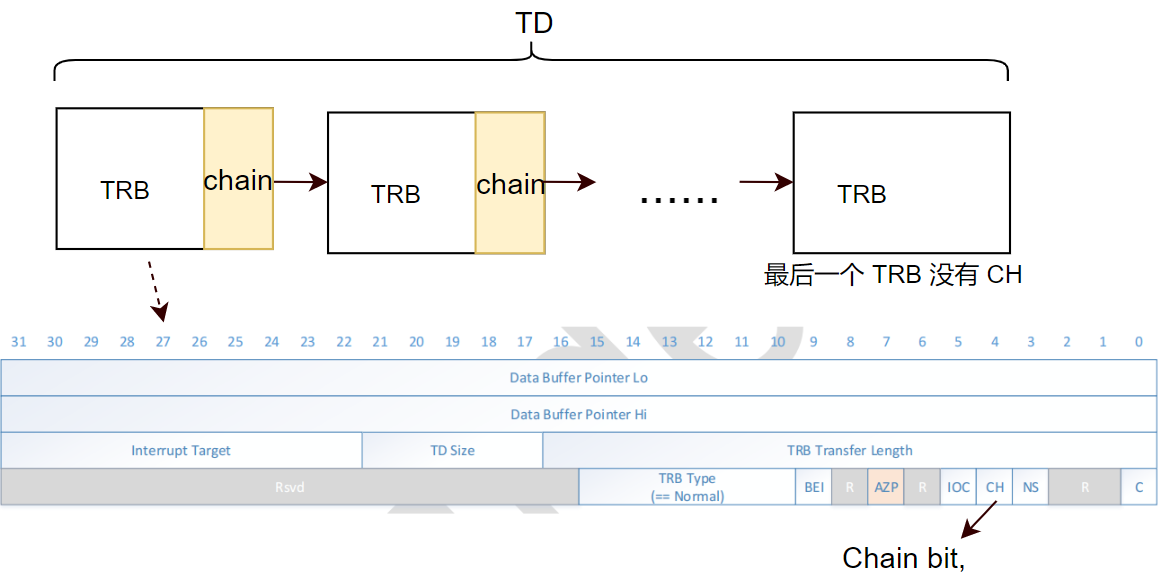 TD
TRB chain TRB chain ...... TRB
最后一个 TRB 没有 CH
31 30 29 28 27 26 25 24 23 22 21 20 19 18 17 16 15 14 13 12 11 10 9 8 7 6 5 4 3 2 1 0
Data Buffer Pointer Lo
Data Buffer Pointer Hi
Interrupt Target TD Size TRB Transfer Length
Rsvd TRB Type (== Normal) BEI R AZP R IOC CH NS R C
Chain bit,